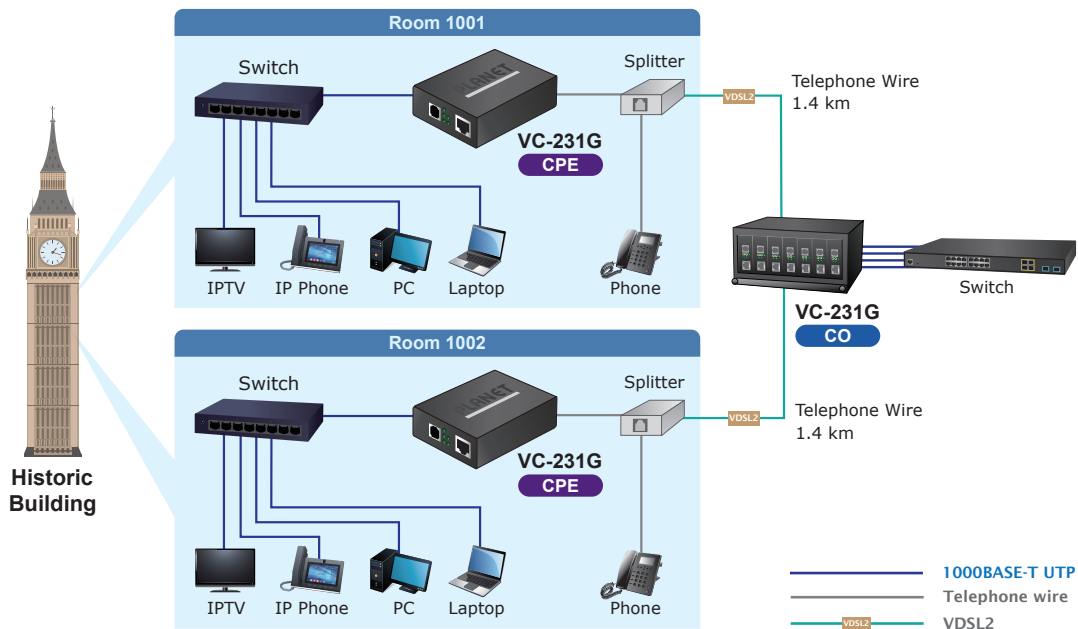 Room 1001
Switch
PLANET
Splitter
VC-231G
CPE
IPTV
IP Phone
PC
Laptop
Phone
VDSL2
Telephone Wire
1.4 km
Historic
Building
VC-231G
CO
Switch
Room 1002
Switch
PLANET
Splitter
VC-231G
CPE
IPTV
IP Phone
PC
Laptop
Phone
VDSL2
Telephone Wire
1.4 km
1000BASE-T UTP
Telephone wire
VDSL2
VDSL2